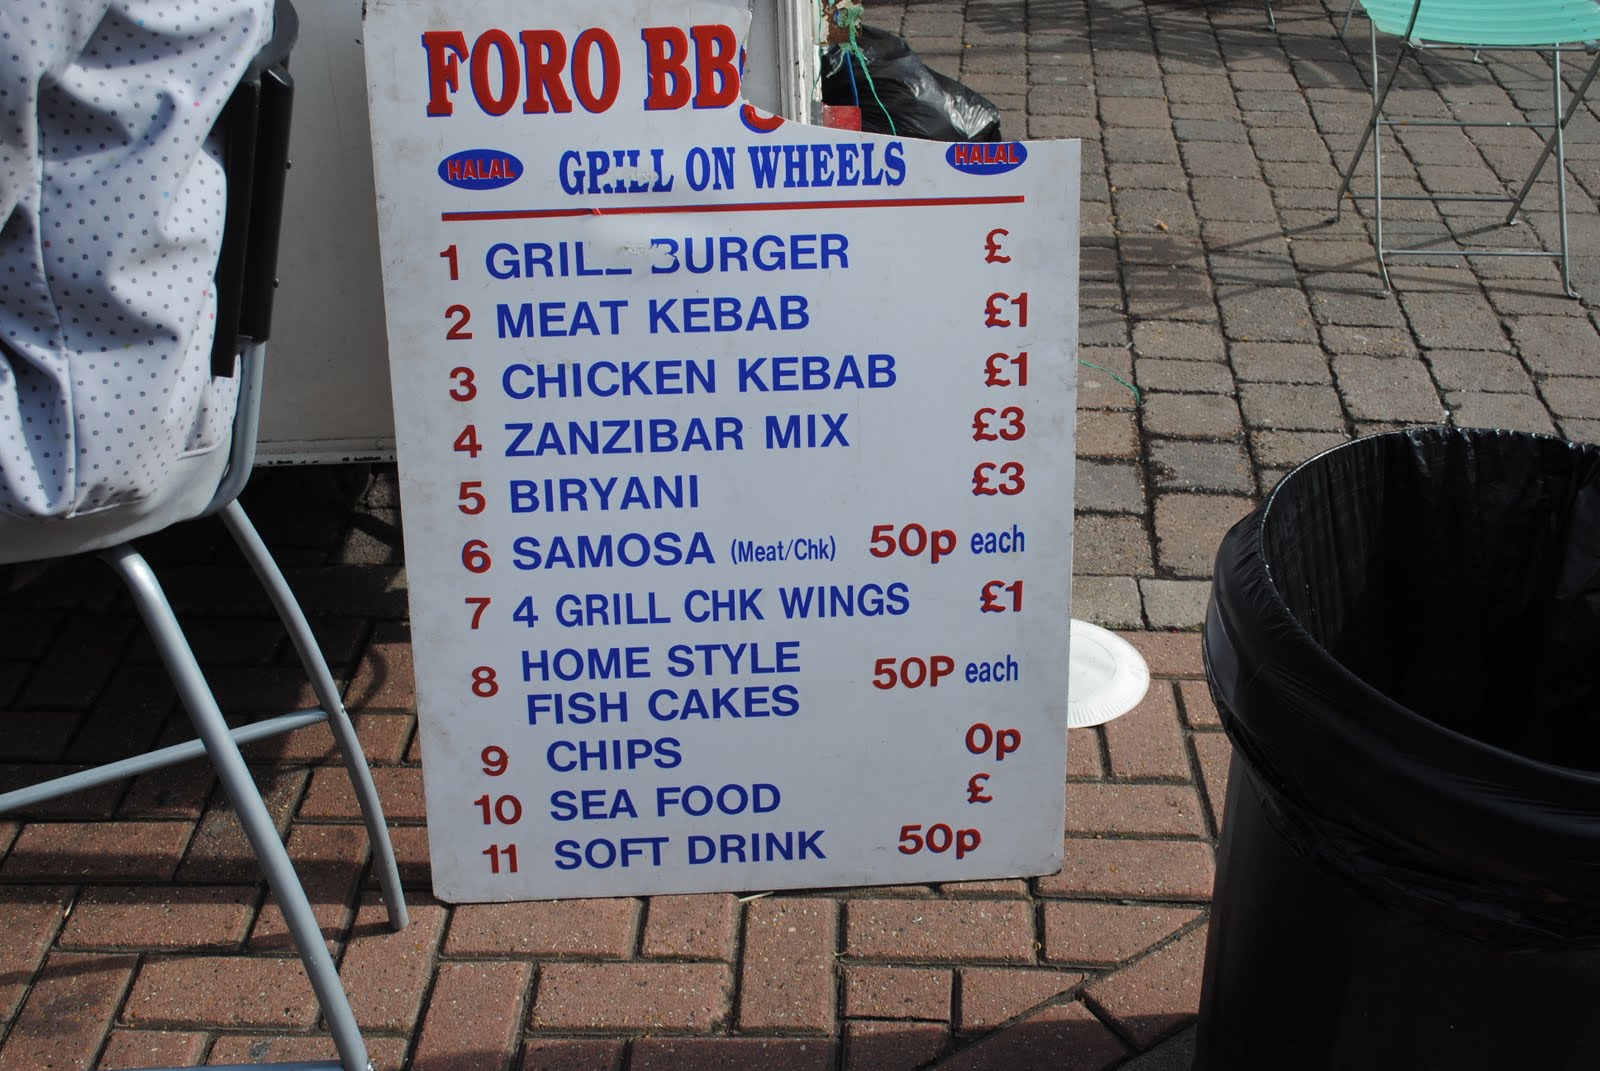 FORO BB
HALAL GRILL ON WHEELS HALAL
1 GRILL BURGER £
2 MEAT KEBAB £1
3 CHICKEN KEBAB £1
4 ZANZIBAR MIX £3
5 BIRYANI £3
6 SAMOSA (Meat/Chk) 50p each
7 4 GRILL CHK WINGS £1
8 HOME STYLE FISH CAKES 50P each
9 CHIPS 0p
10 SEA FOOD £
11 SOFT DRINK 50p